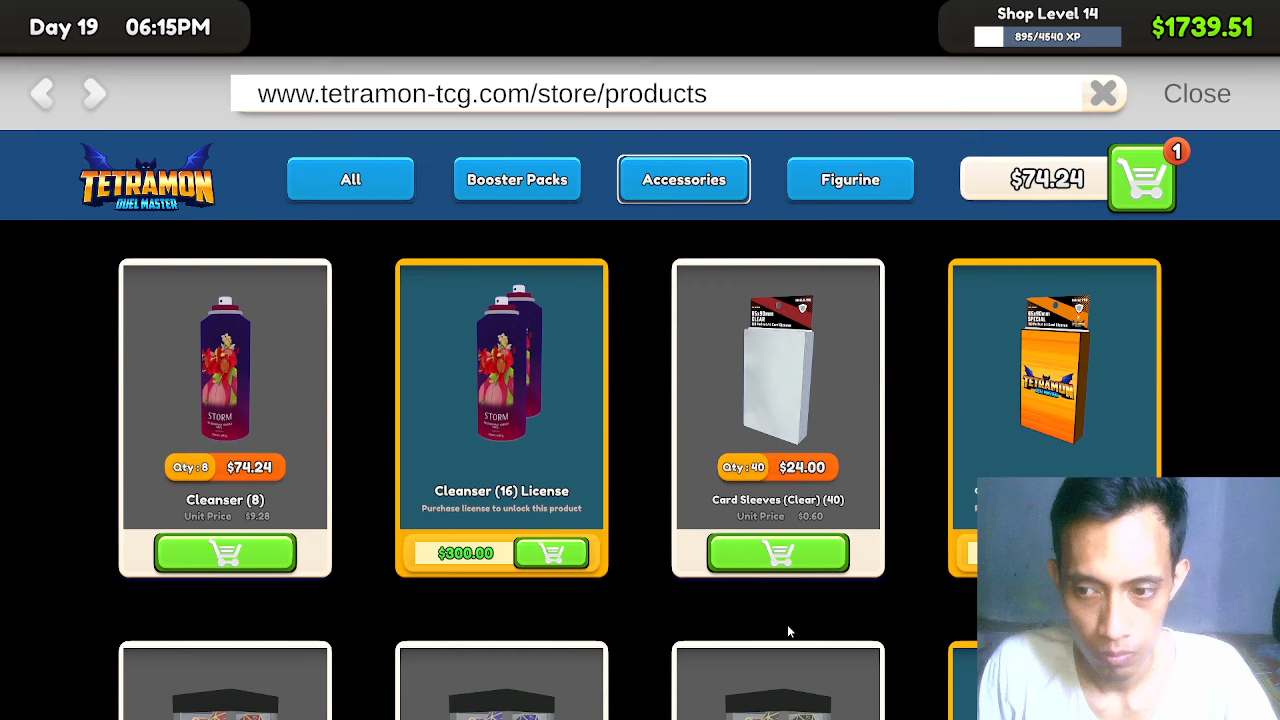 Day 19 06:15PM
Shop Level 14
895/4540 XP
$1739.51
www.tetramon-tcg.com/store/products
Close
TETRAMON
DUEL MASTER
All
Booster Packs
Accessories
Figurine
$74.24
1
STORM
Qty : 8 $74.24
Cleanser (8)
Unit Price $9.28
STORM
Cleanser (16) License
Purchase license to unlock this product
$300.00
CLEAR
Qty : 40 $24.00
Card Sleeves (Clear) (40)
Unit Price $0.60
SPECIAL
TETRAMON